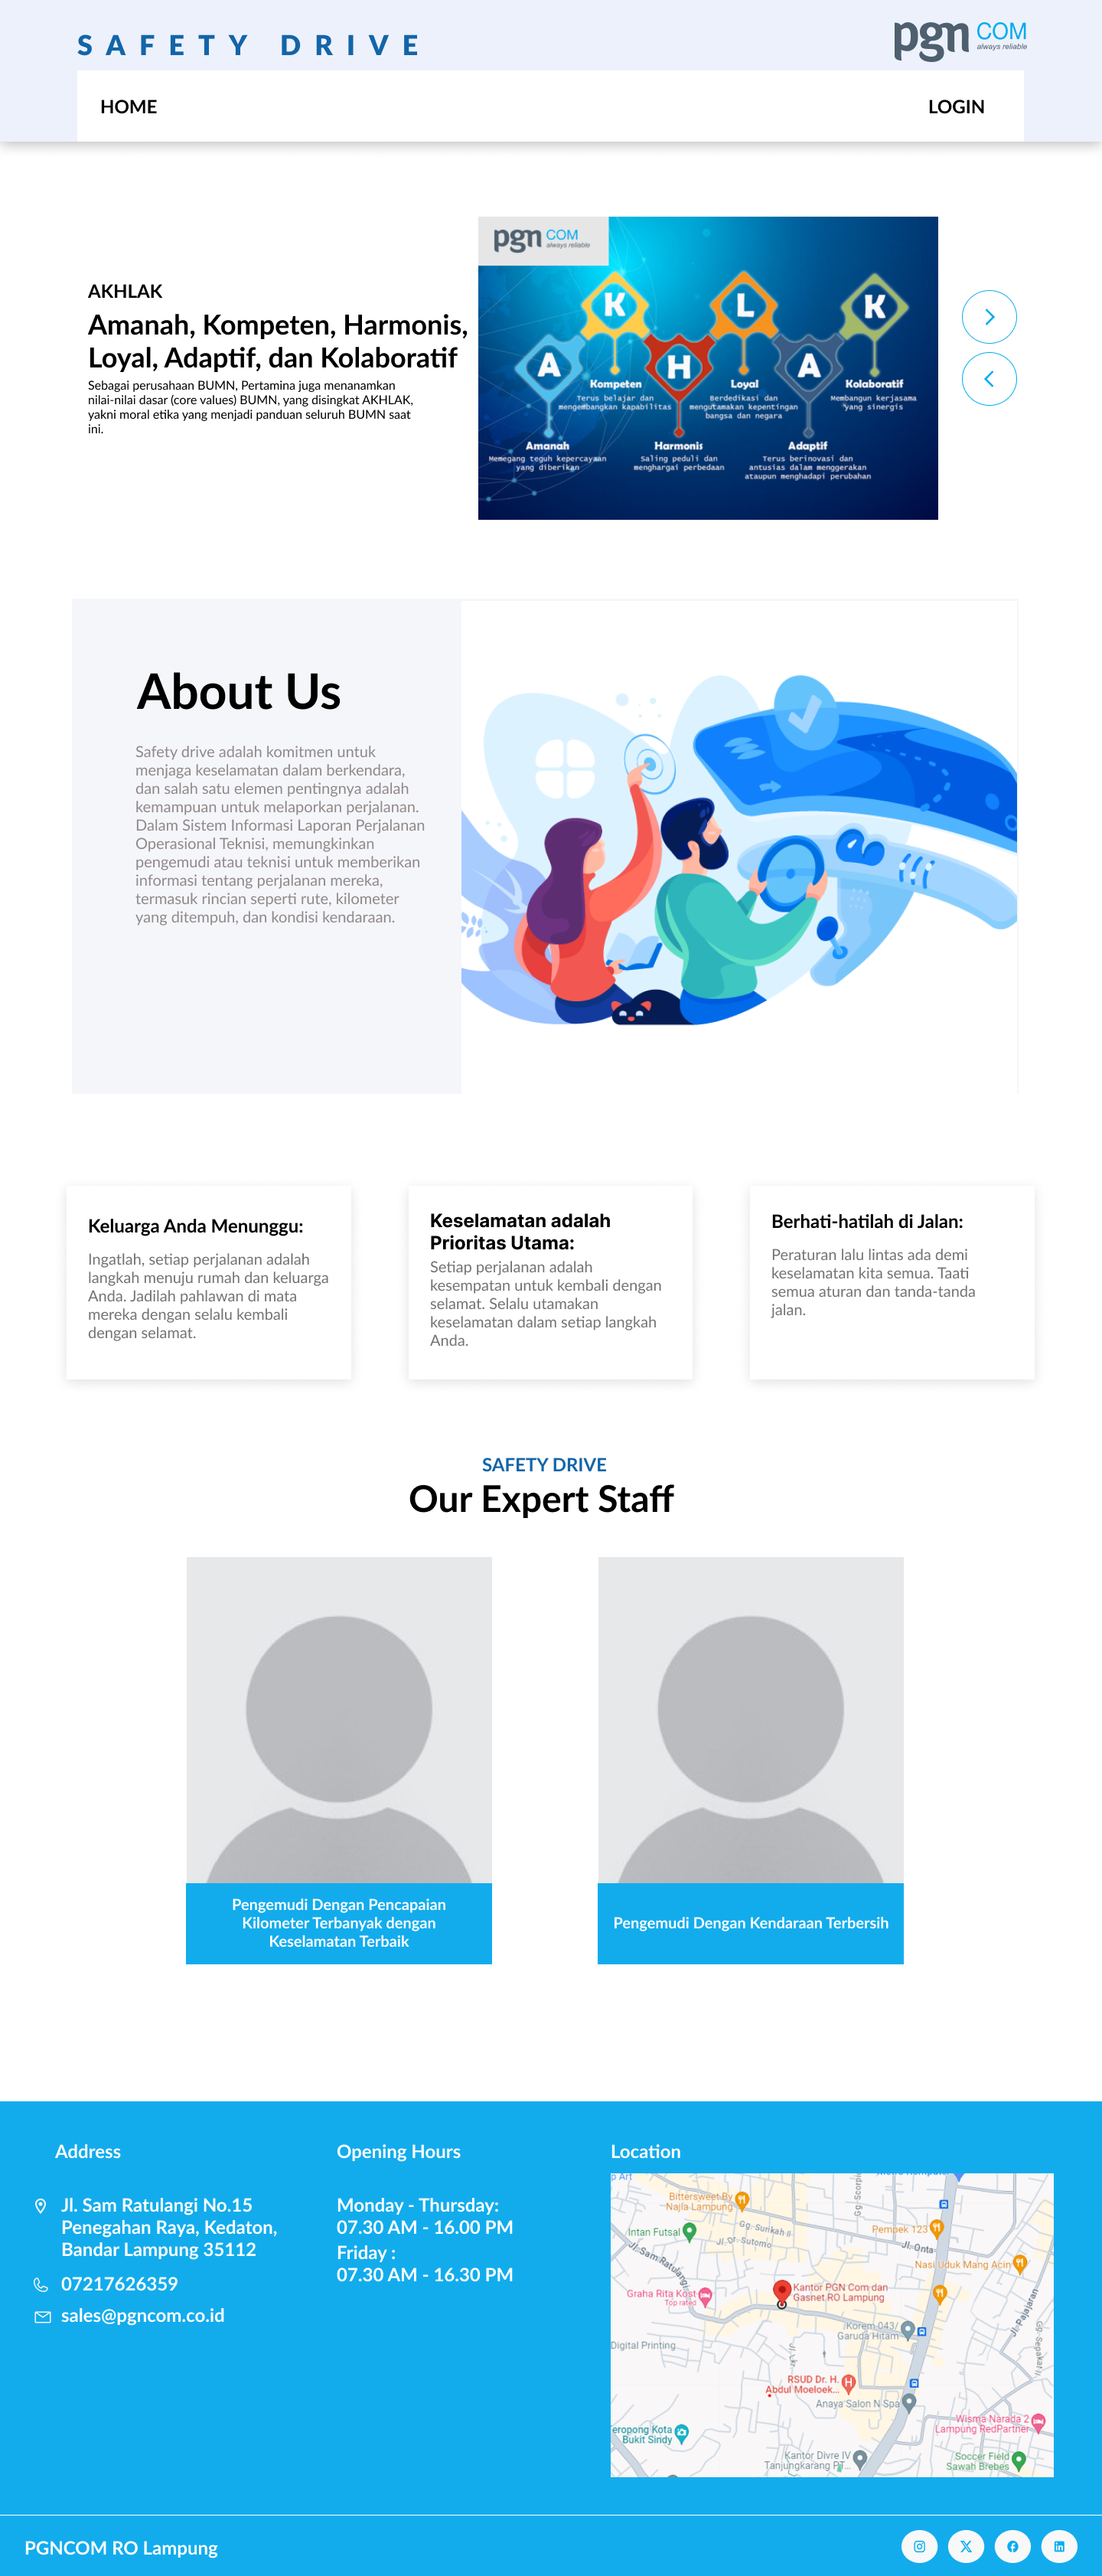 SAFETY DRIVE
pgn COM
always reliable
HOME
LOGIN
AKHLAK
Amanah, Kompeten, Harmonis,
Loyal, Adaptif, dan Kolaboratif
Sebagai perusahaan BUMN, Pertamina juga menanamkan
nilai-nilai dasar (core values) BUMN, yang disingkat AKHLAK,
yakni moral etika yang menjadi panduan seluruh BUMN saat
ini.
pgn COM
always reliable
A
K
H
L
A
K
Kompeten
Terus belajar dan
mengembangkan kapabilitas
Loyal
Berdedikasi dan
mengutamakan kepentingan
bangsa dan negara
Kolaboratif
Membangun kerjasama
yang sinergis
Amanah
Memegang teguh kepercayaan
yang diberikan
Harmonis
Saling peduli dan
menghargai perbedaan
Adaptif
Terus berinovasi dan
antusias dalam menggerakan
ataupun menghadapi perubahan
About Us
Safety drive adalah komitmen untuk
menjaga keselamatan dalam berkendara,
dan salah satu elemen pentingnya adalah
kemampuan untuk melaporkan perjalanan.
Dalam Sistem Informasi Laporan Perjalanan
Operasional Teknisi, memungkinkan
pengemudi atau teknisi untuk memberikan
informasi tentang perjalanan mereka,
termasuk rincian seperti rute, kilometer
yang ditempuh, dan kondisi kendaraan.
Keluarga Anda Menunggu:
Ingatlah, setiap perjalanan adalah
langkah menuju rumah dan keluarga
Anda. Jadilah pahlawan di mata
mereka dengan selalu kembali
dengan selamat.
Keselamatan adalah
Prioritas Utama:
Setiap perjalanan adalah
kesempatan untuk kembali dengan
selamat. Selalu utamakan
keselamatan dalam setiap langkah
Anda.
Berhati-hatilah di Jalan:
Peraturan lalu lintas ada demi
keselamatan kita semua. Taati
semua aturan dan tanda-tanda
jalan.
SAFETY DRIVE
Our Expert Staff
Pengemudi Dengan Pencapaian
Kilometer Terbanyak dengan
Keselamatan Terbaik
Pengemudi Dengan Kendaraan Terbersih
Address
Jl. Sam Ratulangi No.15
Penegahan Raya, Kedaton,
Bandar Lampung 35112
07217626359
sales@pgncom.co.id
Opening Hours
Monday - Thursday:
07.30 AM - 16.00 PM
Friday :
07.30 AM - 16.30 PM
Location
p Art
Bittersweet By
Najla Lampung
Gg. Scorpio
Intan Futsal
Gg. Surikah II
Jl. Dr. Sutomo
Jl. Sam Ratulangi
Pempek 123
Jl. Onta
Nasi Uduk Mang Acin
Graha Rita Kost
Top rated
Kantor PGN Com dan
Gasnet RO Lampung
Jl. Pajajaran
Korem 043/
Garuda Hitam
Digital Printing
RSUD Dr. H.
Abdul Moeloek...
Anaya Salon N Spa
Wisma Narada 2
Lampung RedPartner
Teropong Kota
Bukit Sindy
Kantor Divre IV
Tanjungkarang PT...
Soccer Field
Sawah Brebes
PGNCOM RO Lampung